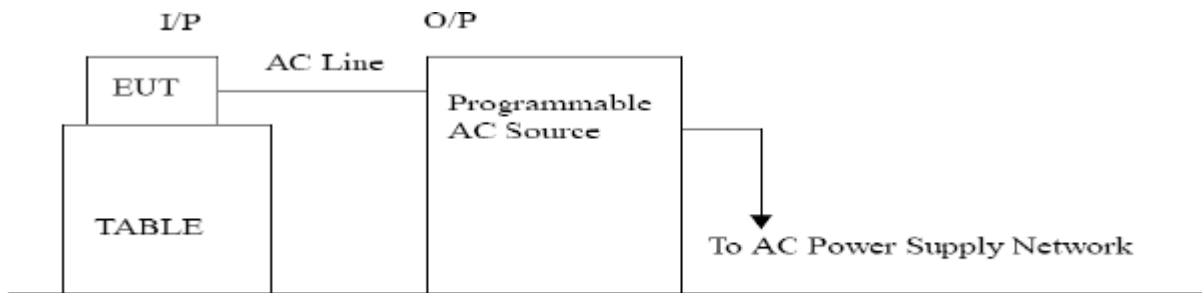 I/P
O/P
AC Line
EUT
Programmable
AC Source
TABLE
To AC Power Supply Network